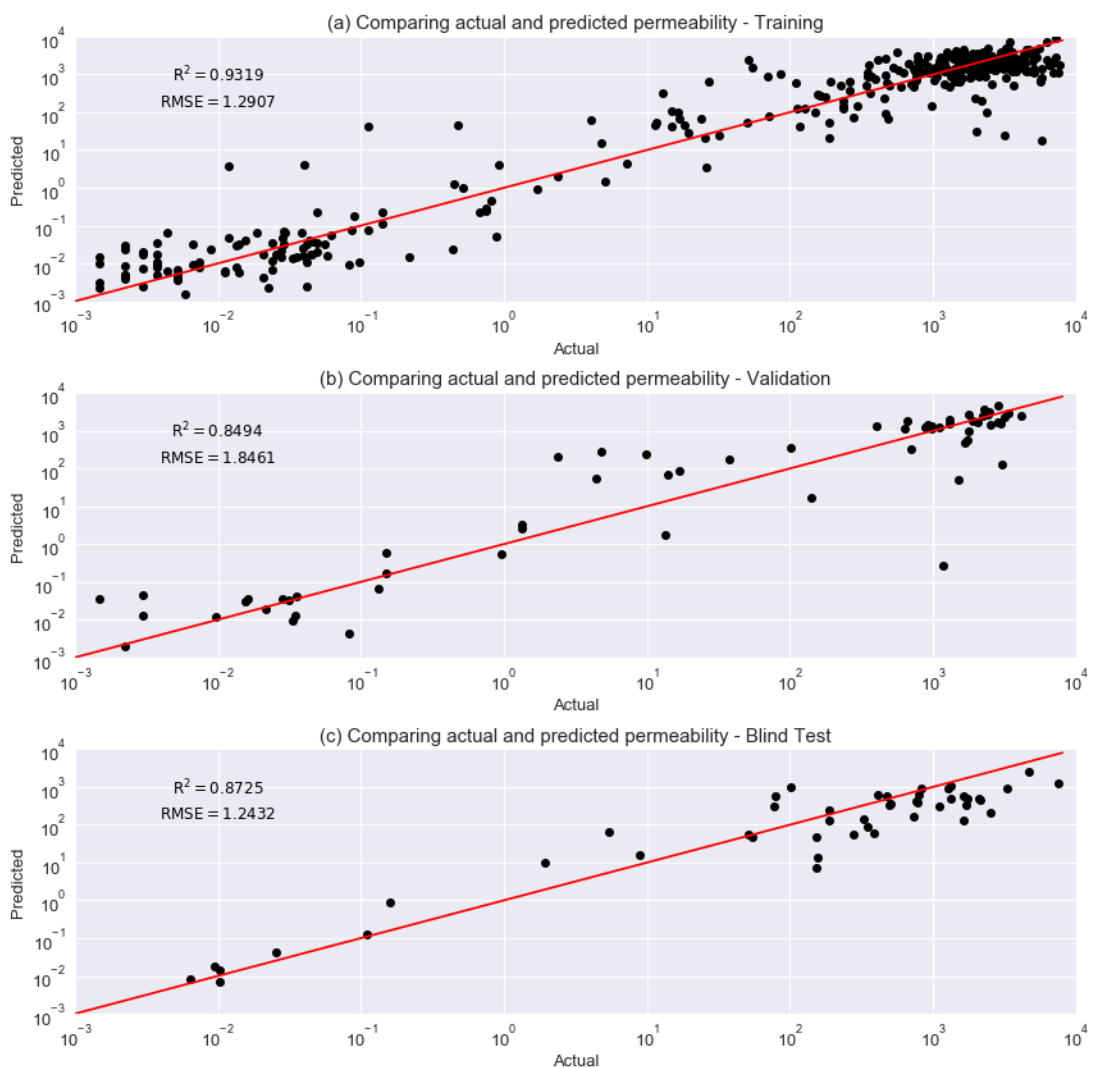 (a) Comparing actual and predicted permeability - Training
R² = 0.9319
RMSE = 1.2907
Predicted
10⁴
10³
10²
10¹
10⁰
10⁻¹
10⁻²
10⁻³
10⁻³ 10⁻² 10⁻¹ 10⁰ 10¹ 10² 10³ 10⁴
Actual
(b) Comparing actual and predicted permeability - Validation
R² = 0.8494
RMSE = 1.8461
Predicted
10⁴
10³
10²
10¹
10⁰
10⁻¹
10⁻²
10⁻³
10⁻³ 10⁻² 10⁻¹ 10⁰ 10¹ 10² 10³ 10⁴
Actual
(c) Comparing actual and predicted permeability - Blind Test
R² = 0.8725
RMSE = 1.2432
Predicted
10⁴
10³
10²
10¹
10⁰
10⁻¹
10⁻²
10⁻³
10⁻³ 10⁻² 10⁻¹ 10⁰ 10¹ 10² 10³ 10⁴
Actual